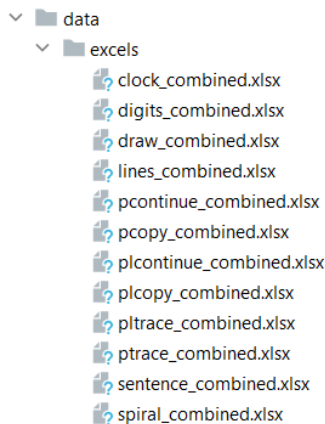 data
excels
clock_combined.xlsx
digits_combined.xlsx
draw_combined.xlsx
lines_combined.xlsx
pcontinue_combined.xlsx
pcopy_combined.xlsx
plcontinue_combined.xlsx
plcopy_combined.xlsx
pltrace_combined.xlsx
ptrace_combined.xlsx
sentence_combined.xlsx
spiral_combined.xlsx